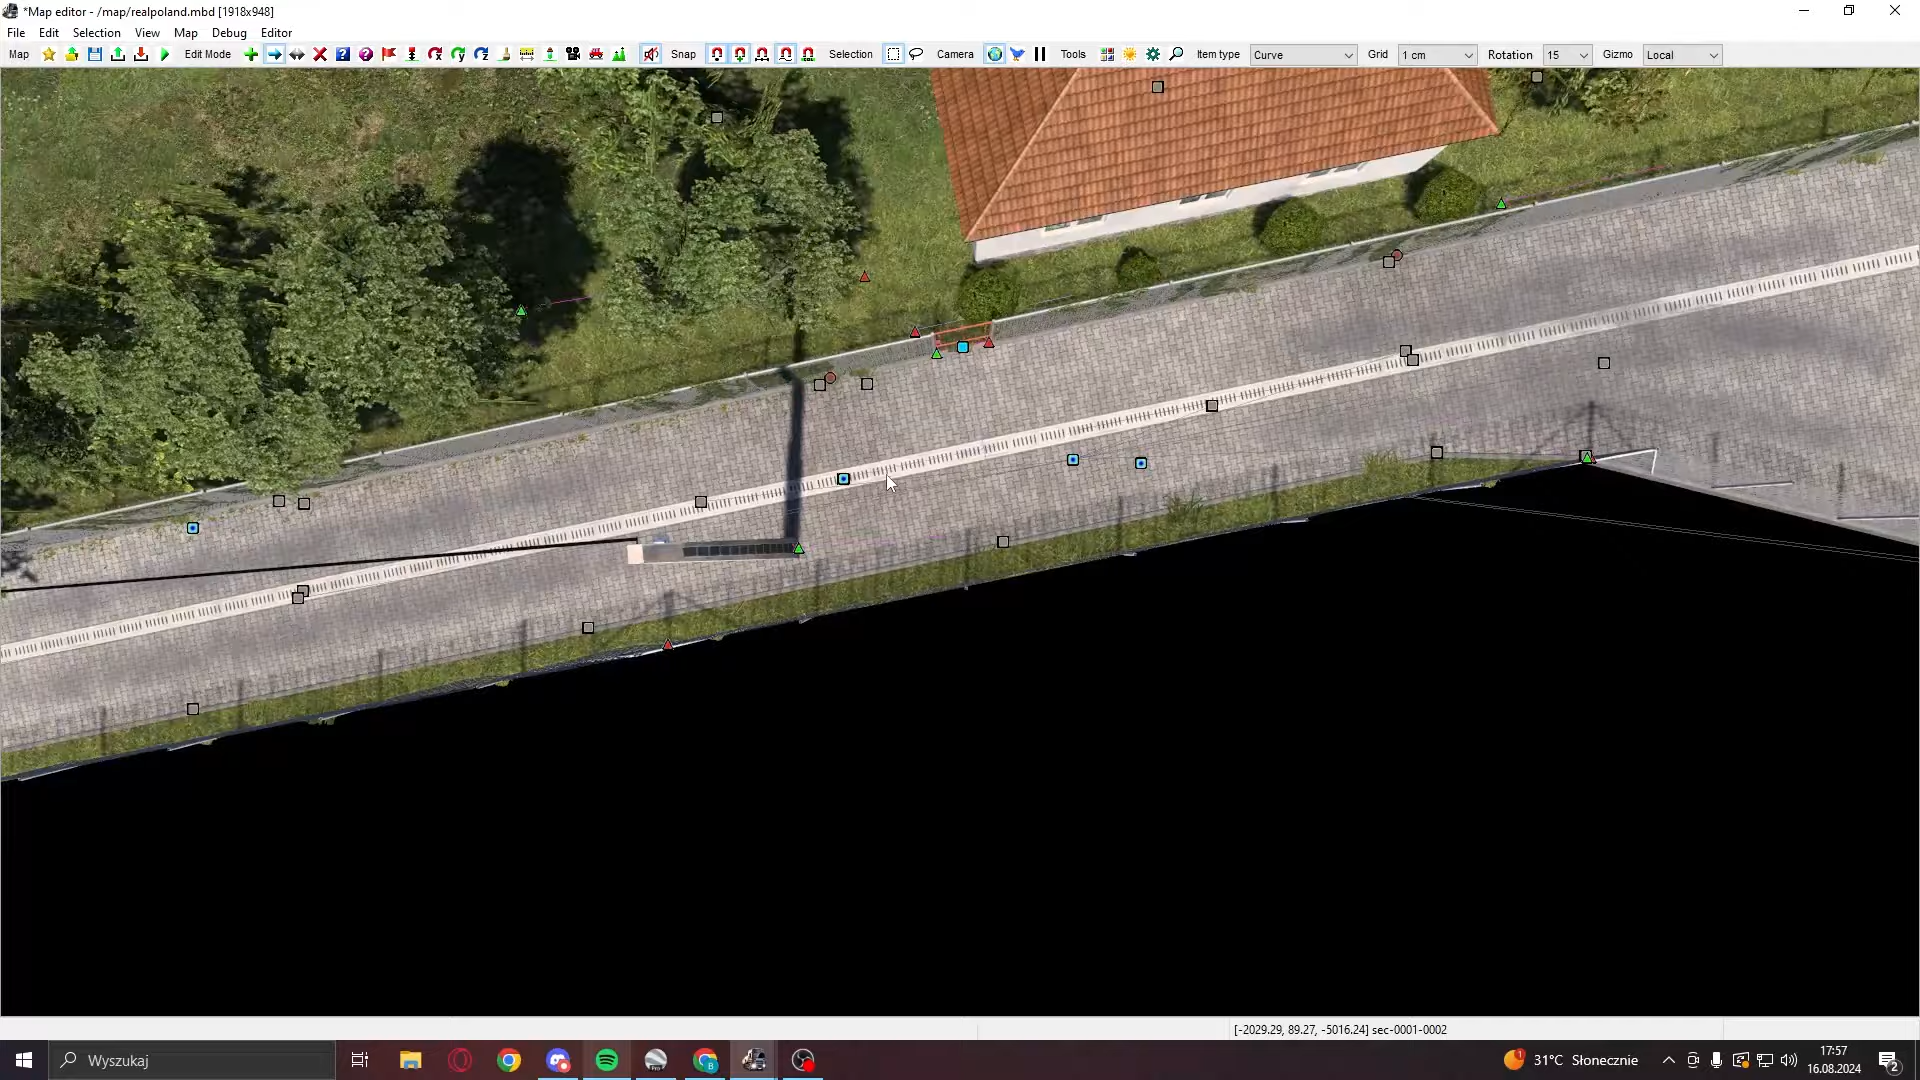 *Map editor - /map/realpoland.mbd [1918x948]
File Edit Selection View Map Debug Editor
Map Edit Mode Snap Selection Camera Tools Item type Curve Grid 1 cm Rotation 15 Gizmo Local
[-2029.29, 89.27, -5016.24] sec-0001-0002
Wyszukaj
31°C Słonecznie
17:57
16.08.2024